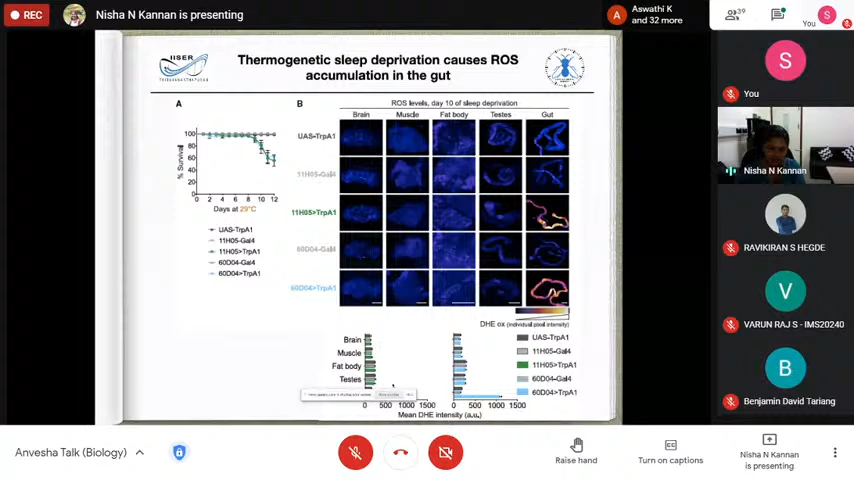 REC
Nisha N Kannan is presenting
Aswathi K
and 32 more
39
S
You
IISER
Thermogenetic sleep deprivation causes ROS
accumulation in the gut
A
B
ROS levels, day 10 of sleep deprivation
Brain
Muscle
Fat body
Testes
Gut
UAS-TrpA1
11H05-Gal4
11H05>TrpA1
60D04-Gal4
60D04>TrpA1
% Survival
100
80
60
40
20
0
0 2 4 6 8 10 12
Days at 29°C
UAS-TrpA1
11H05-Gal4
11H05>TrpA1
60D04-Gal4
60D04>TrpA1
DHE ox (individual pixel intensity)
Brain
Muscle
Fat body
Testes
0 500 1000 1500
0 500 1000 1500
Mean DHE intensity (a.u.)
UAS-TrpA1
11H05-Gal4
11H05>TrpA1
60D04-Gal4
60D04>TrpA1
S
You
Nisha N Kannan
RAVIKIRAN S HEGDE
V
VARUN RAJ S - IMS20240
B
Benjamin David Tariang
Anvesha Talk (Biology)
Raise hand
Turn on captions
Nisha N Kannan
is presenting